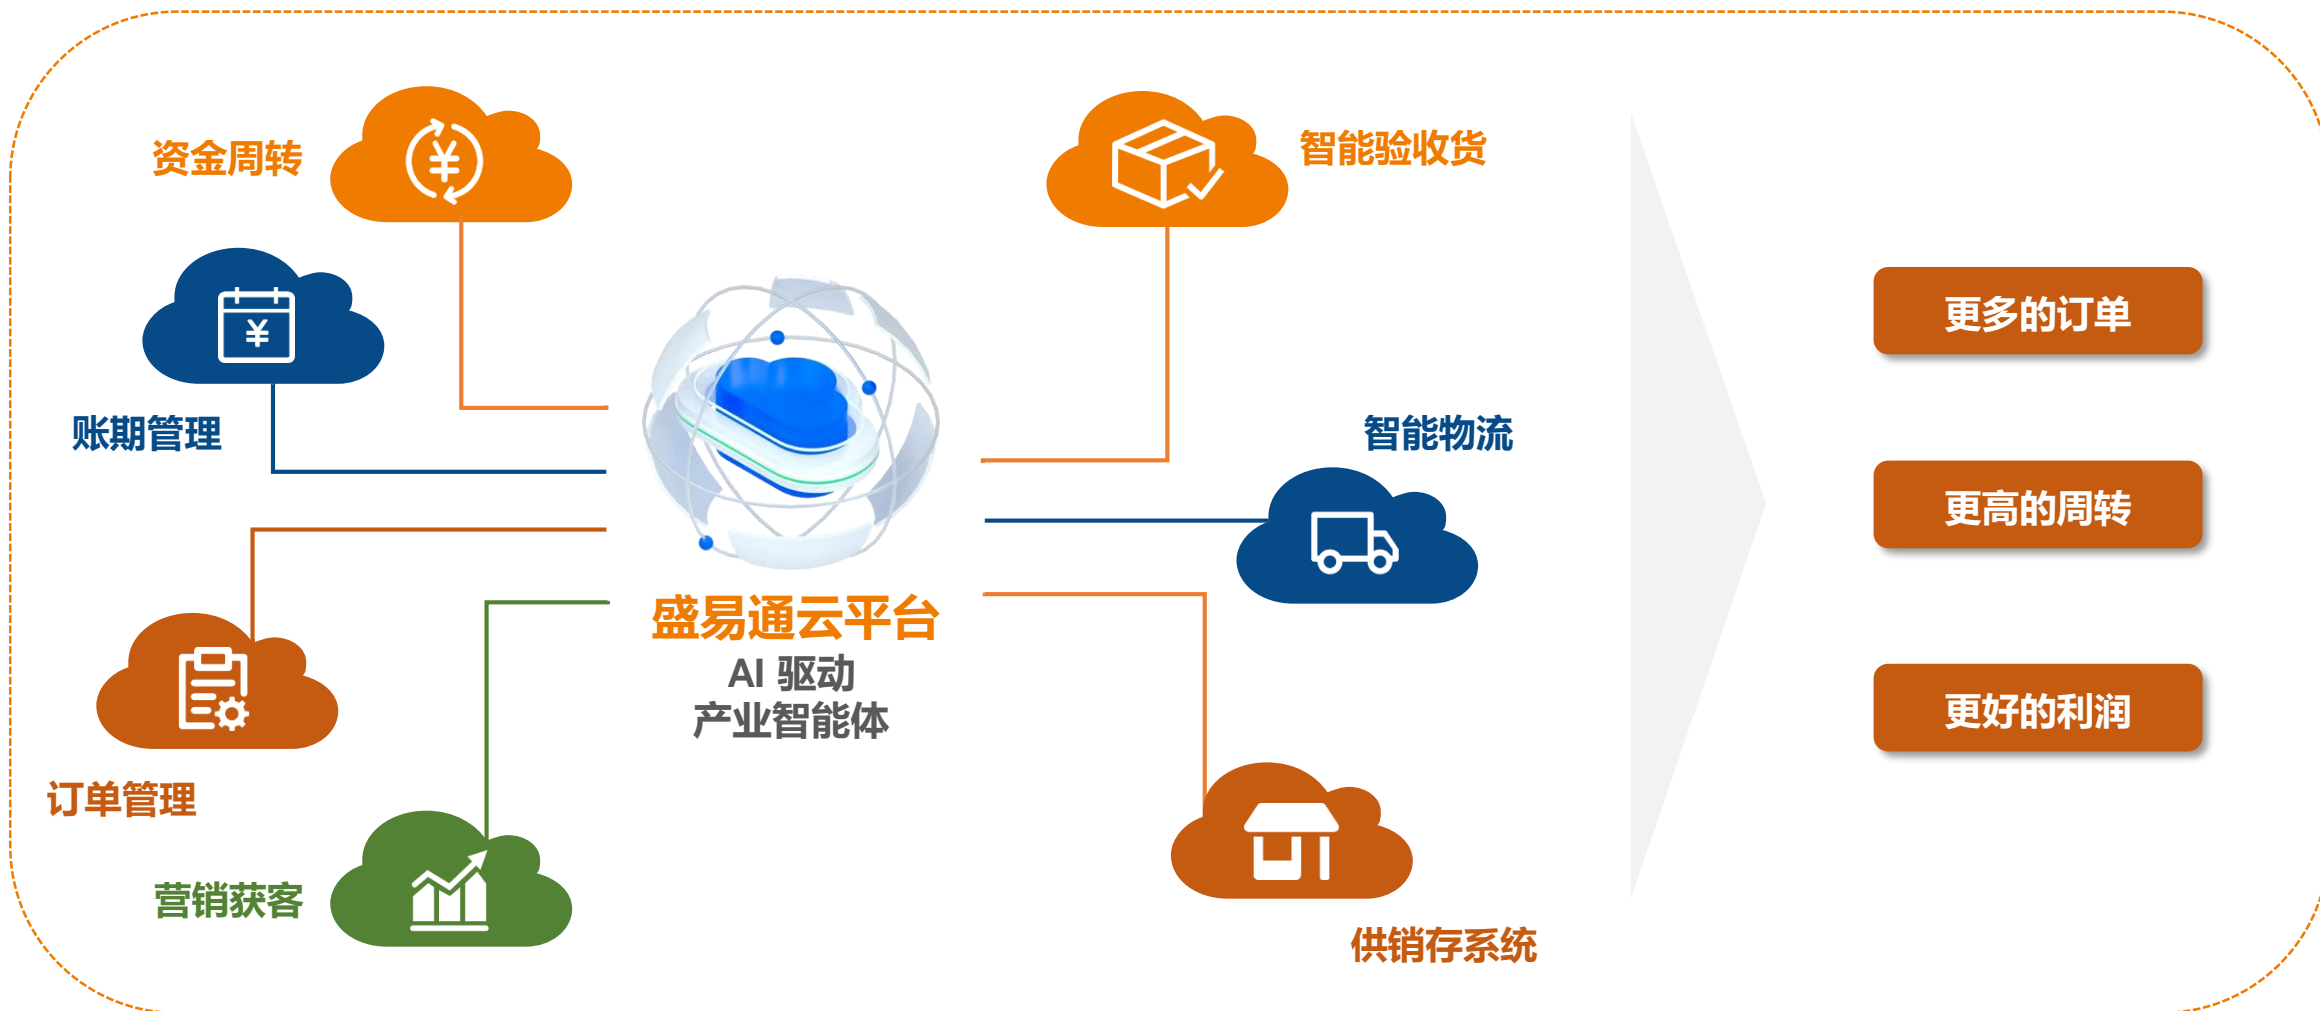 资金周转
账期管理
订单管理
营销获客
盛易通云平台
AI 驱动
产业智能体
智能验收货
智能物流
供销存系统
更多的订单
更高的周转
更好的利润